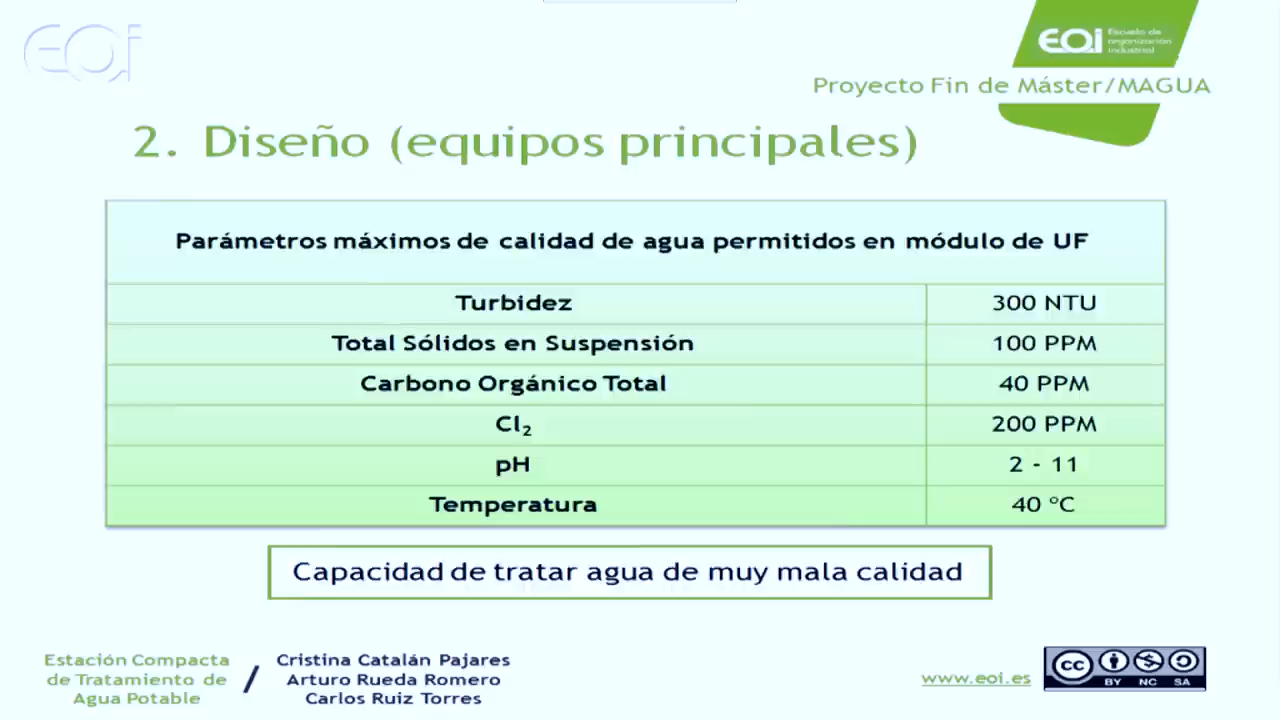 EOI
EOI Escuela de
organización
industrial
Proyecto Fin de Máster/MAGUA
2. Diseño (equipos principales)
Parámetros máximos de calidad de agua permitidos en módulo de UF
Turbidez 300 NTU
Total Sólidos en Suspensión 100 PPM
Carbono Orgánico Total 40 PPM
Cl₂ 200 PPM
pH 2 - 11
Temperatura 40 ºC
Capacidad de tratar agua de muy mala calidad
Estación Compacta
de Tratamiento de
Agua Potable
/
Cristina Catalán Pajares
Arturo Rueda Romero
Carlos Ruiz Torres
www.eoi.es
cc BY NC SA